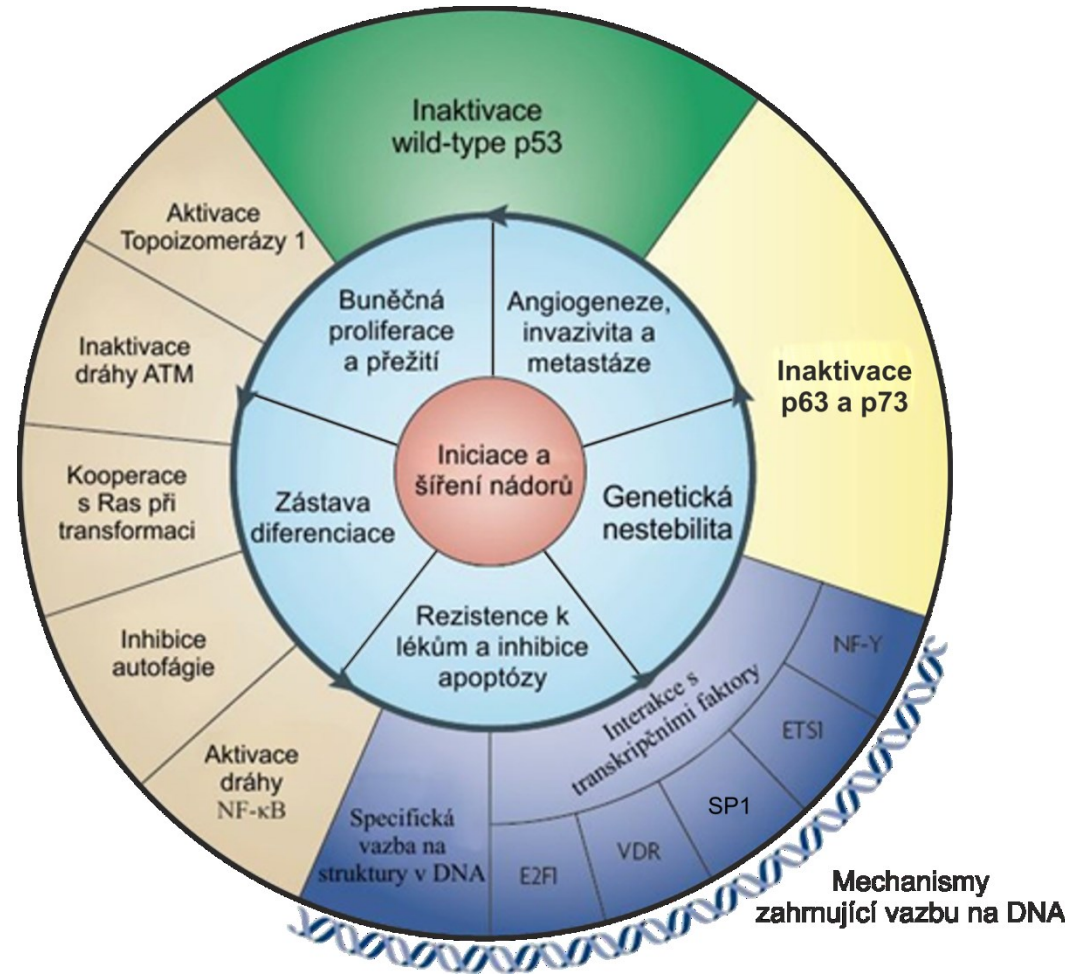 Inaktivace
wild-type p53
Aktivace
Topoizomerázy 1
Buněčná
proliferace
a přežití
Angiogeneze,
invazivita a
metastáze
Inaktivace
dráhy ATM
Inaktivace
p63 a p73
Iniciace a
šíření nádorů
Kooperace
s Ras při
transformaci
Zástava
diferenciace
Genetická
nestebilita
Rezistence k
lékům a inhibice
apoptózy
Inhibice
autofágie
Aktivace
dráhy
NF-κB
Specifická
vazba na
struktury v DNA
Interakce s
transkripčními faktory
NF-Y
ETS1
SP1
VDR
E2F1
Mechanismy
zahrnující vazbu na DNA